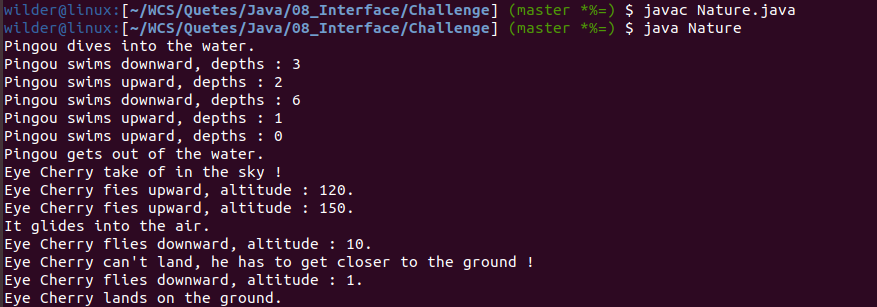 wilder@linux:[~/WCS/Quetes/Java/08_Interface/Challenge] (master *%=) $ javac Nature.java
wilder@linux:[~/WCS/Quetes/Java/08_Interface/Challenge] (master *%=) $ java Nature
Pingou dives into the water.
Pingou swims downward, depths : 3
Pingou swims upward, depths : 2
Pingou swims downward, depths : 6
Pingou swims upward, depths : 1
Pingou swims upward, depths : 0
Pingou gets out of the water.
Eye Cherry take of in the sky !
Eye Cherry fies upward, altitude : 120.
Eye Cherry fies upward, altitude : 150.
It glides into the air.
Eye Cherry flies downward, altitude : 10.
Eye Cherry can't land, he has to get closer to the ground !
Eye Cherry flies downward, altitude : 1.
Eye Cherry lands on the ground.